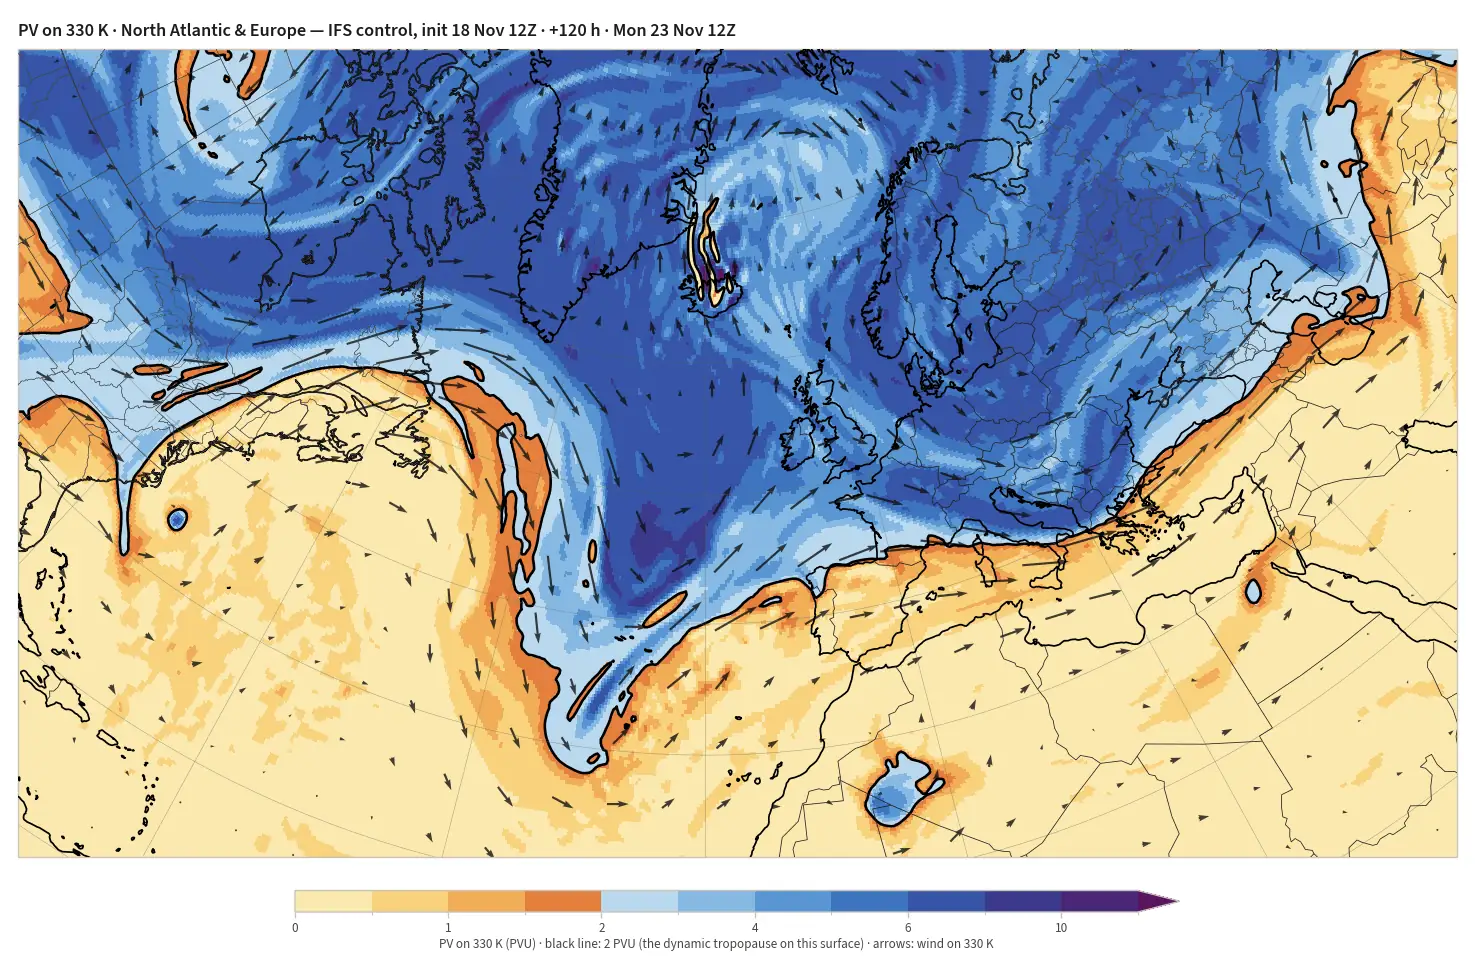 PV on 330 K · North Atlantic & Europe — IFS control, init 18 Nov 12Z · +120 h · Mon 23 Nov 12Z
0 1 2 4 6 10
PV on 330 K (PVU) · black line: 2 PVU (the dynamic tropopause on this surface) · arrows: wind on 330 K